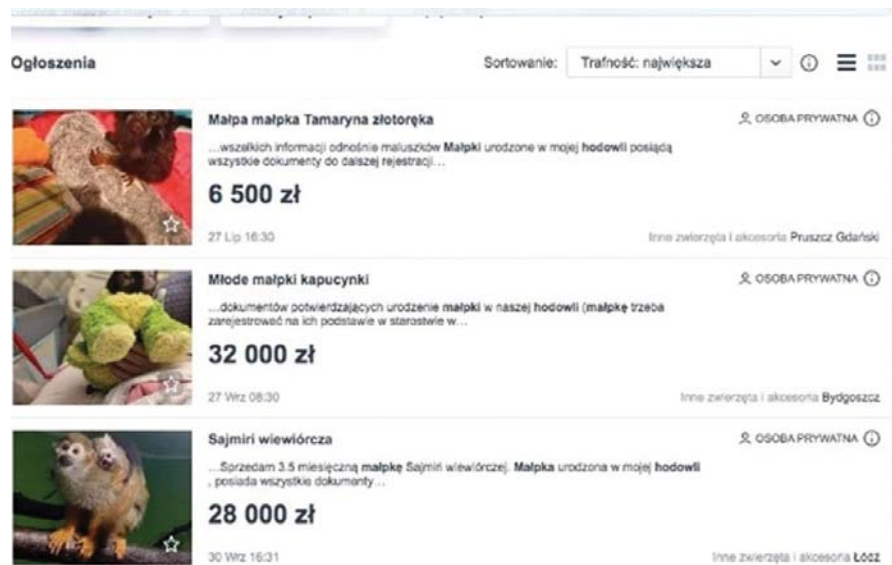 Ogłoszenia
Sortowanie: Trafność: największa
Małpa małpka Tamaryna złotoręka
OSOBA PRYWATNA
...wszelkich informacji odnośnie maluszków Małpki urodzone w mojej hodowli posiądą
wszystkie dokumenty do dalszej rejestracji...
6 500 zł
27 Lip 16:30
Inne zwierzęta i akcesoria Pruszcz Gdański
Młode małpki kapucynki
OSOBA PRYWATNA
...dokumentów potwierdzających urodzenie małpki w naszej hodowli (małpkę trzeba
zarejestrować na ich podstawie w starostwie w...
32 000 zł
27 Wrz 08:30
Inne zwierzęta i akcesoria Bydgoszcz
Sajmiri wiewiórcza
OSOBA PRYWATNA
...Sprzedam 3.5 miesięczną małpkę Sajmiri wiewiórczej. Małpka urodzona w mojej hodowli
, posiada wszystkie dokumenty...
28 000 zł
30 Wrz 16:31
Inne zwierzęta i akcesoria Łódź